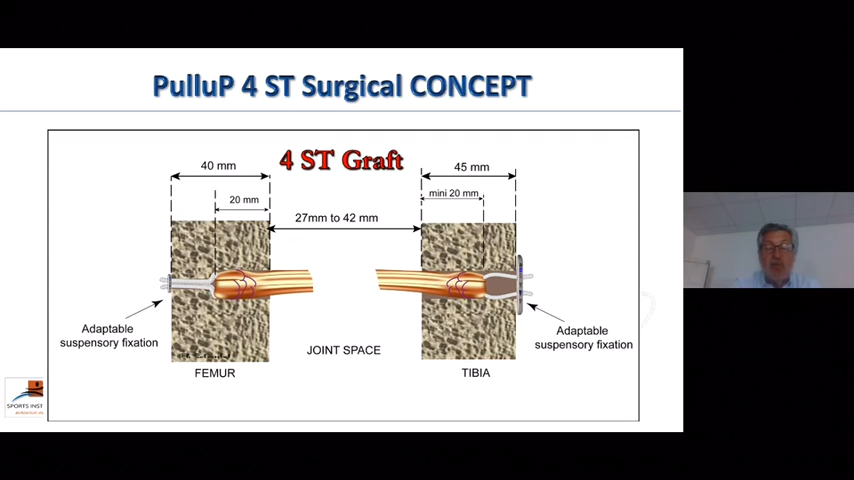 PulluP 4 ST Surgical CONCEPT
4 ST Graft
40 mm
45 mm
20 mm
mini 20 mm
27mm to 42 mm
Adaptable
suspensory fixation
Adaptable
suspensory fixation
JOINT SPACE
FEMUR
TIBIA
SPORTS INST